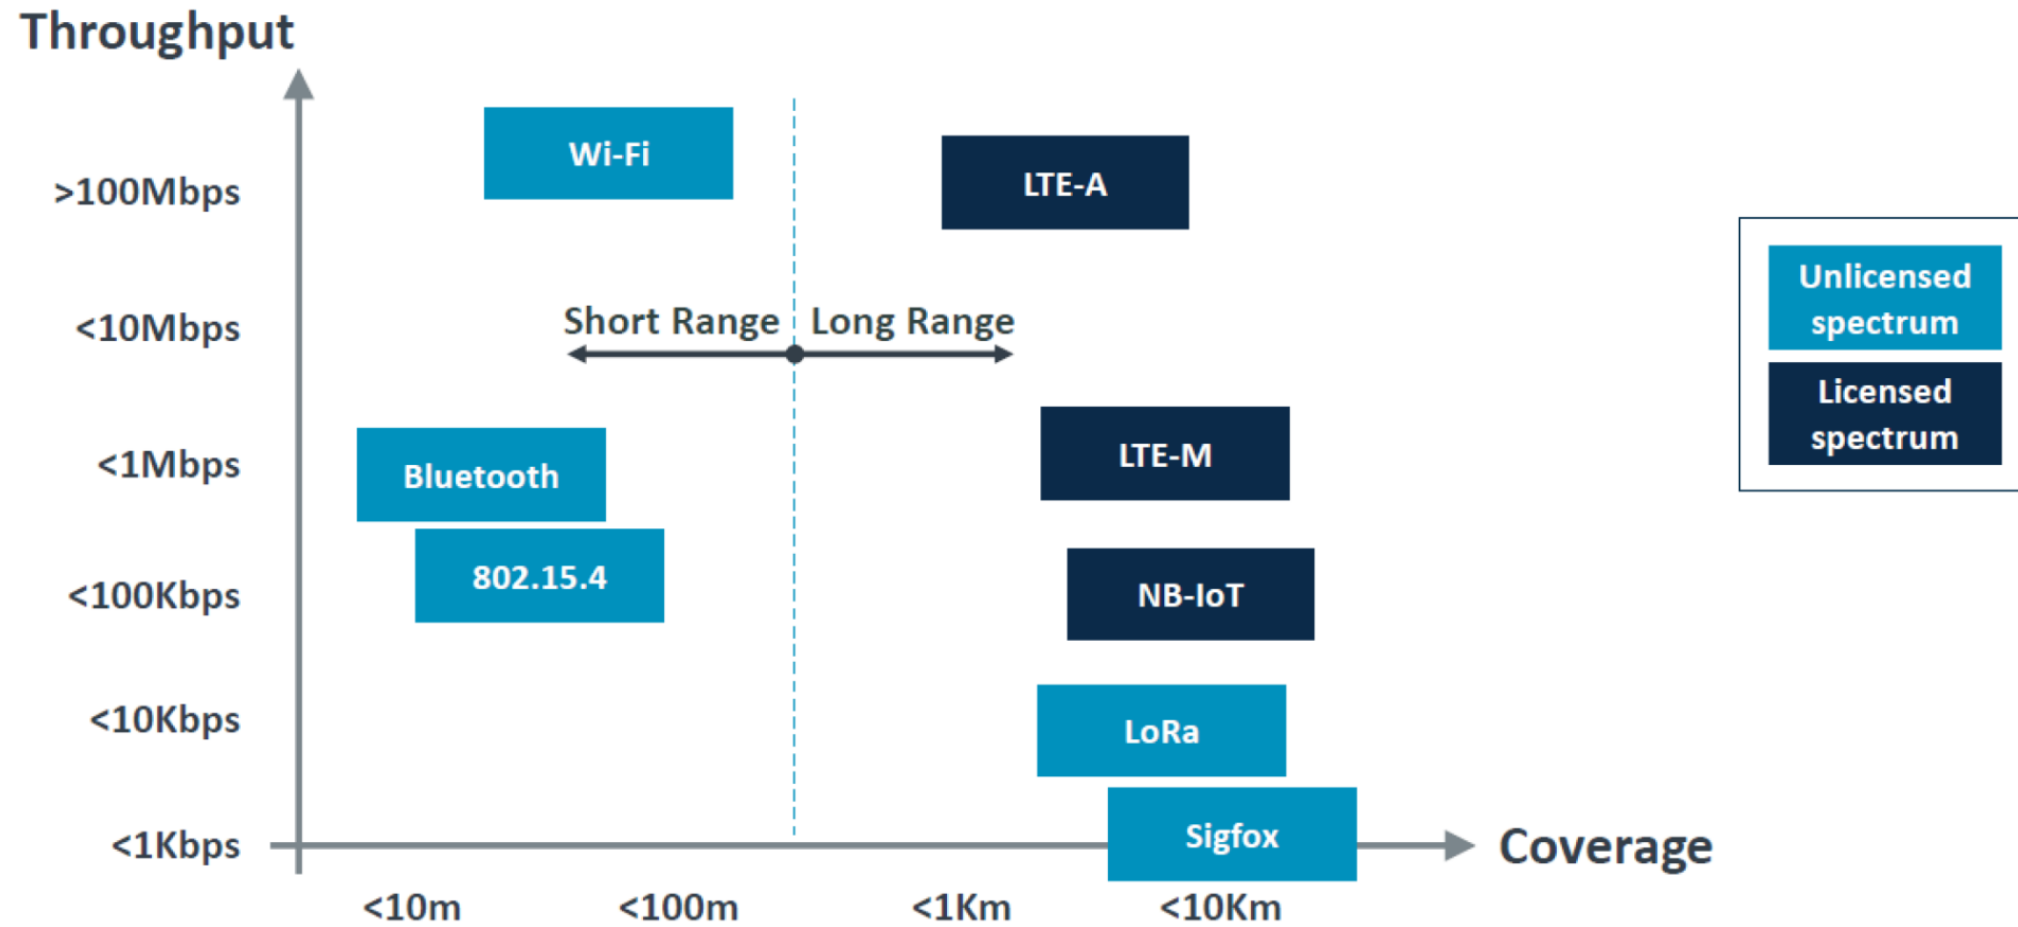 Throughput
Wi-Fi
LTE-A
>100Mbps
Unlicensed
spectrum
Short Range
Long Range
<10Mbps
Licensed
spectrum
LTE-M
<1Mbps
Bluetooth
802.15.4
<100Kbps
NB-IoT
<10Kbps
LoRa
Sigfox
<1Kbps
Coverage
<10m
<100m
<1Km
<10Km